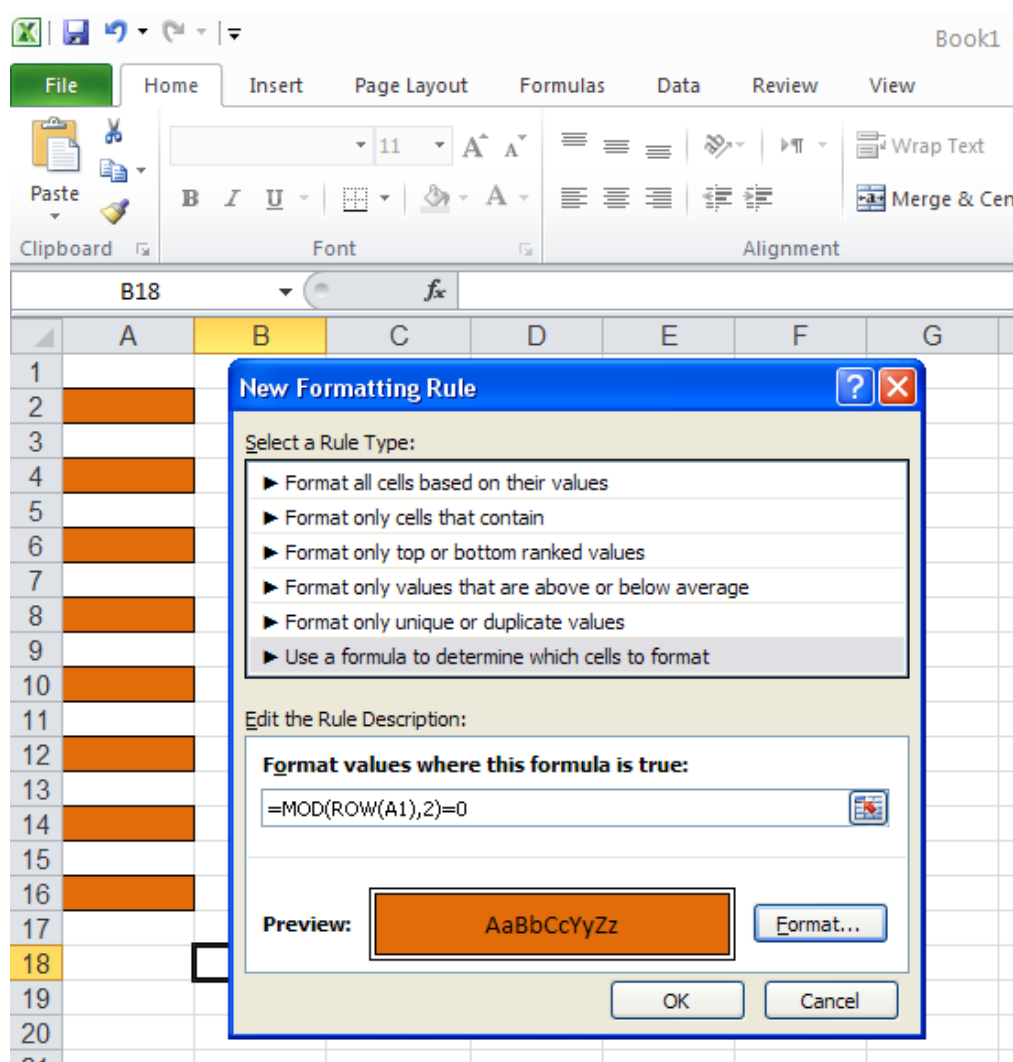 Book1
File Home Insert Page Layout Formulas Data Review View
11 A A Wrap Text
Paste B I U A Merge & Cen
Clipboard Font Alignment
B18 fx
A B C D E F G
1
2
3
4
5
6
7
8
9
10
11
12
13
14
15
16
17
18
19
20
New Formatting Rule ?
Select a Rule Type:
► Format all cells based on their values
► Format only cells that contain
► Format only top or bottom ranked values
► Format only values that are above or below average
► Format only unique or duplicate values
► Use a formula to determine which cells to format
Edit the Rule Description:
Format values where this formula is true:
=MOD(ROW(A1),2)=0
Preview: AaBbCcYyZz Format...
OK Cancel